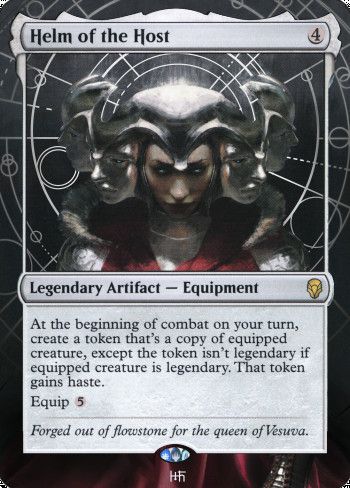 Helm of the Host 4
Legendary Artifact — Equipment
At the beginning of combat on your turn,
create a token that's a copy of equipped
creature, except the token isn't legendary if
equipped creature is legendary. That token
gains haste.
Equip 5
Forged out of flowstone for the queen of Vesuva.